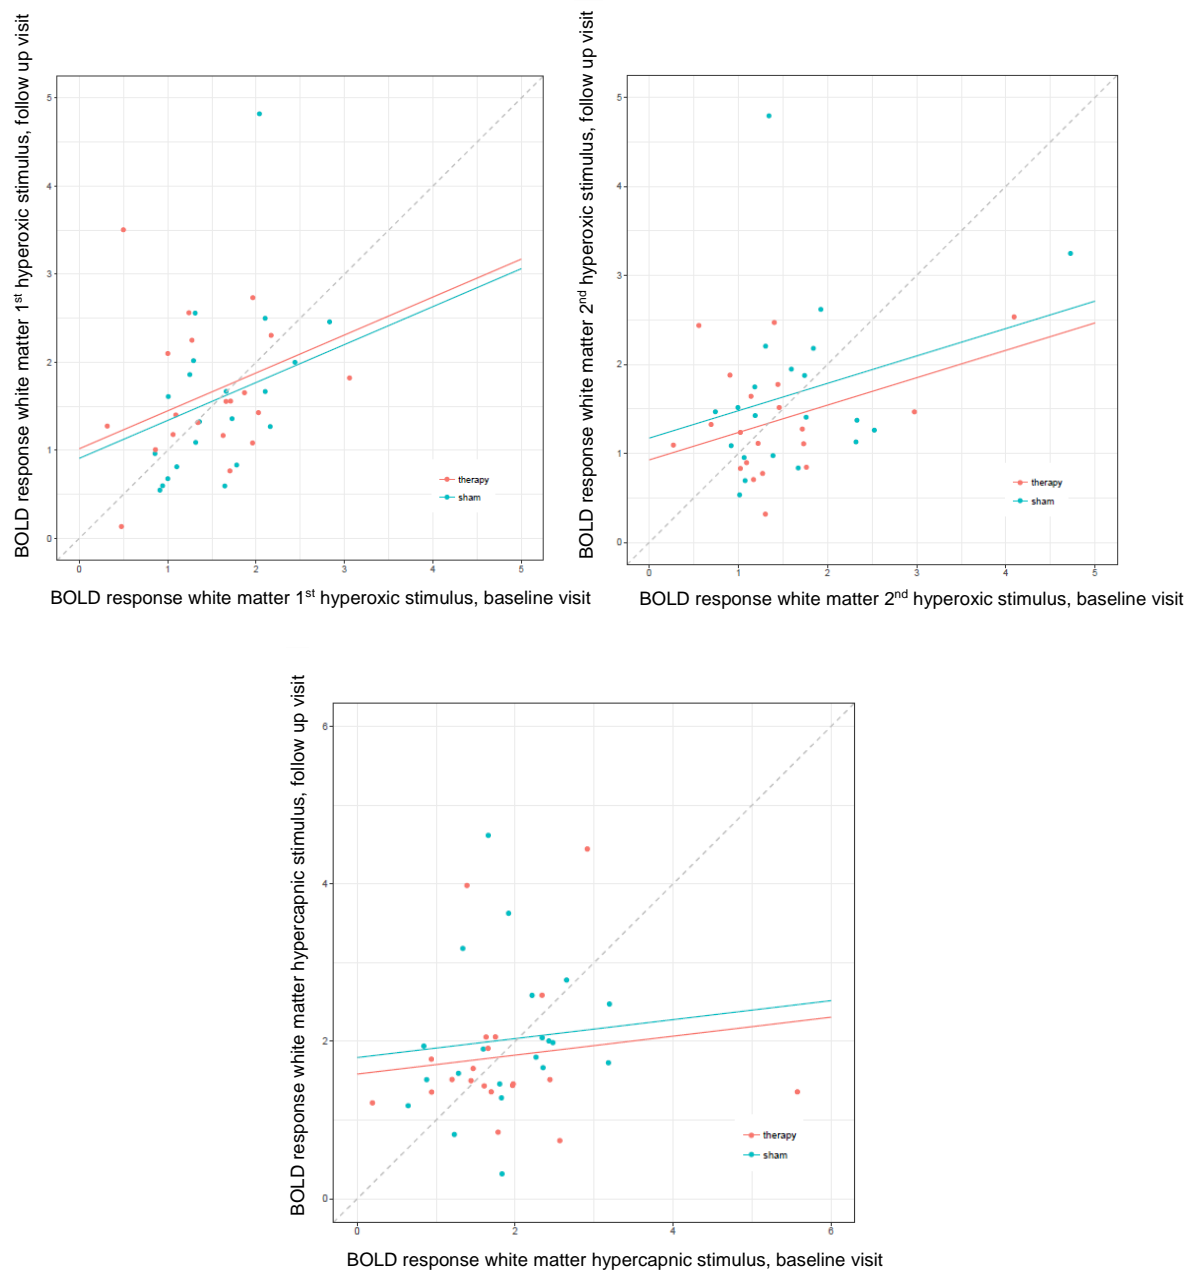 BOLD response white matter 1st hyperoxic stimulus, follow up visit
5
4
3
2
1
0
therapy
sham
0 1 2 3 4 5
BOLD response white matter 1st hyperoxic stimulus, baseline visit
BOLD response white matter 2nd hyperoxic stimulus, follow up visit
5
4
3
2
1
0
therapy
sham
0 1 2 3 4 5
BOLD response white matter 2nd hyperoxic stimulus, baseline visit
BOLD response white matter hypercapnic stimulus, follow up visit
6
4
2
0
therapy
sham
0 2 4 6
BOLD response white matter hypercapnic stimulus, baseline visit